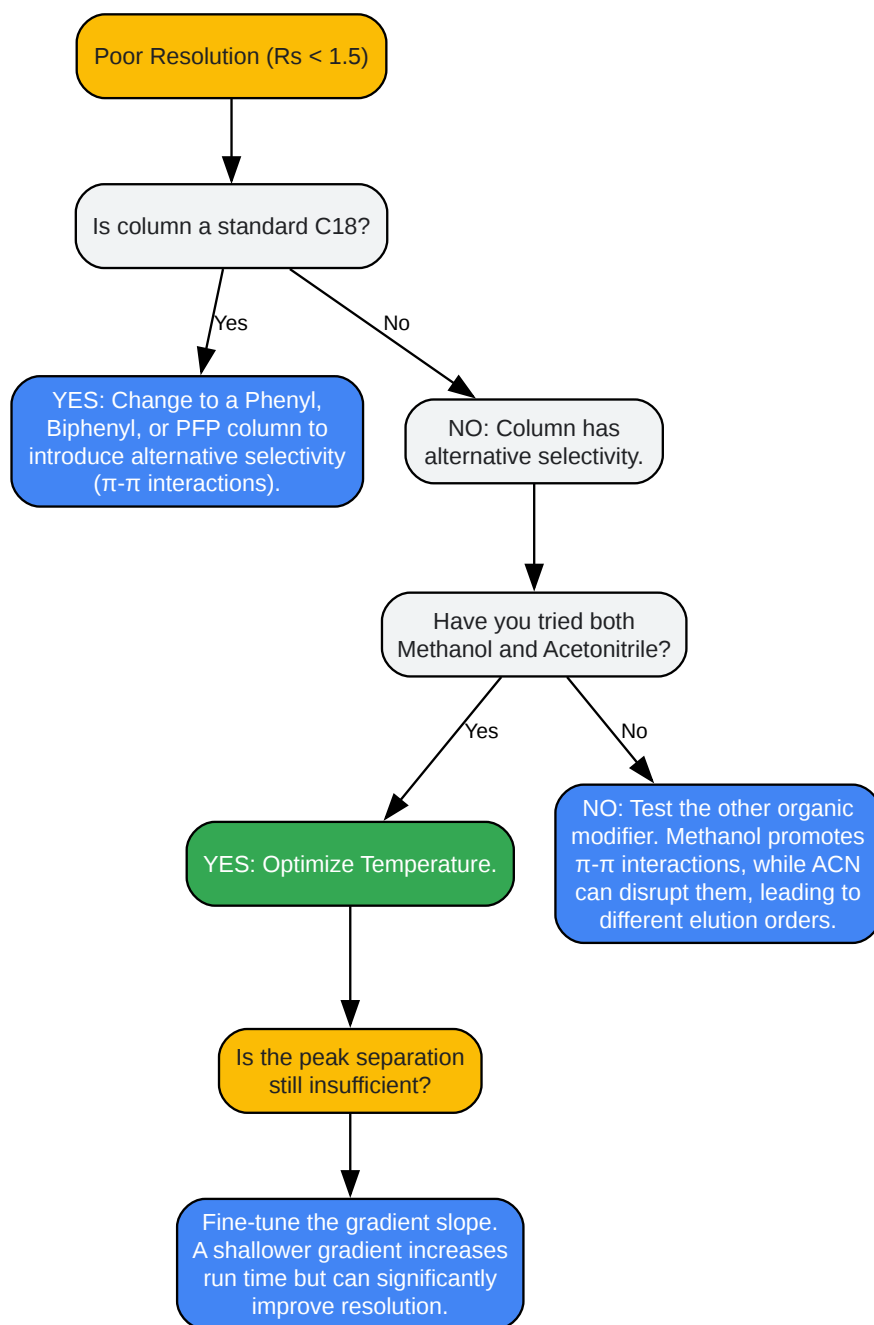 Poor Resolution (Rs < 1.5)
Is column a standard C18?
Yes
No
YES: Change to a Phenyl,
Biphenyl, or PFP column to
introduce alternative selectivity
(π-π interactions).
NO: Column has
alternative selectivity.
Have you tried both
Methanol and Acetonitrile?
Yes
No
YES: Optimize Temperature.
NO: Test the other organic
modifier. Methanol promotes
π-π interactions, while ACN
can disrupt them, leading to
different elution orders.
Is the peak separation
still insufficient?
Fine-tune the gradient slope.
A shallower gradient increases
run time but can significantly
improve resolution.